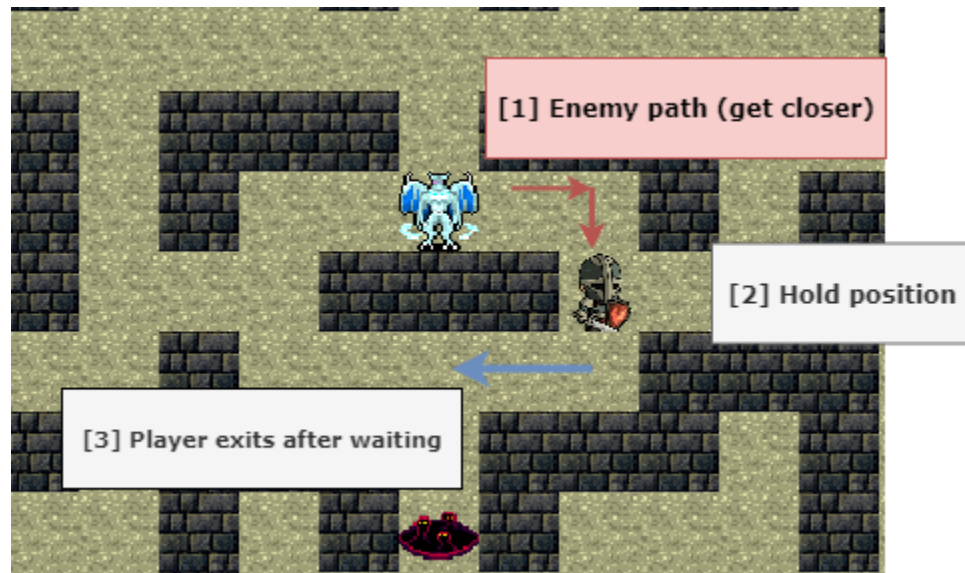 [1] Enemy path (get closer)
[2] Hold position
[3] Player exits after waiting